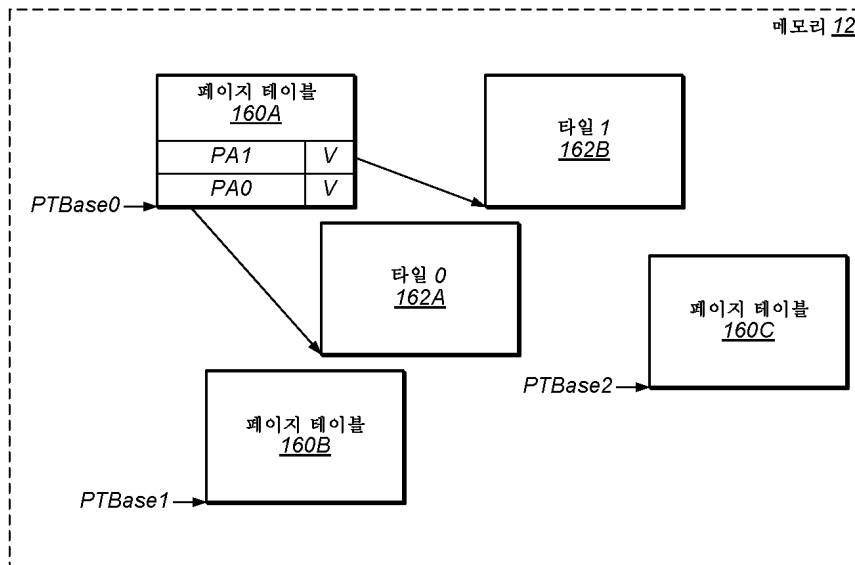 메모리 12
페이지 테이블
160A
PA1 V
PA0 V
PTBase0
타일 1
162B
타일 0
162A
페이지 테이블
160C
PTBase2
페이지 테이블
160B
PTBase1